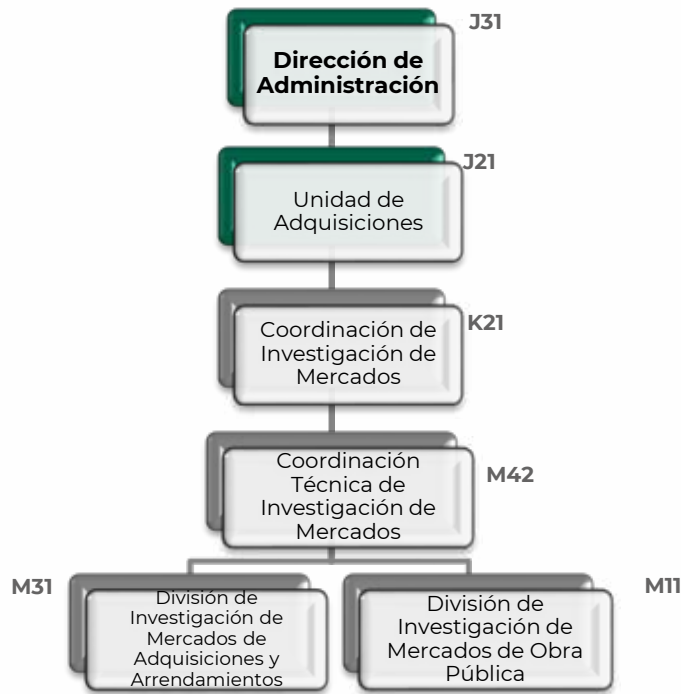 J31
Dirección de
Administración
J21
Unidad de
Adquisiciones
K21
Coordinación de
Investigación de
Mercados
Coordinación
Técnica de
Investigación de
Mercados
M42
M31
División de
Investigación de
Mercados de
Adquisiciones y
Arrendamientos
División de
Investigación de
Mercados de Obra
Pública
M11